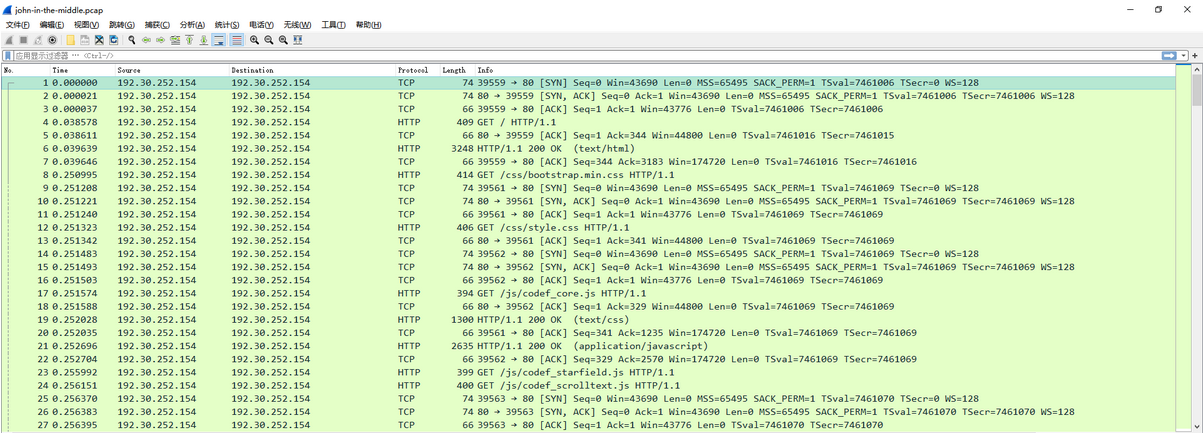 john-in-the-middle.pcap
文件(F) 编辑(E) 视图(V) 跳转(G) 捕获(C) 分析(A) 统计(S) 电话(Y) 无线(W) 工具(T) 帮助(H)
应用显示过滤器 … <Ctrl-/>
No. Time Source Destination Protocol Length Info
1 0.000000 192.30.252.154 192.30.252.154 TCP 74 39559 → 80 [SYN] Seq=0 Win=43690 Len=0 MSS=65495 SACK_PERM=1 TSval=7461006 TSecr=0 WS=128
2 0.000021 192.30.252.154 192.30.252.154 TCP 74 80 → 39559 [SYN, ACK] Seq=0 Ack=1 Win=43690 Len=0 MSS=65495 SACK_PERM=1 TSval=7461006 TSecr=7461006 WS=128
3 0.000037 192.30.252.154 192.30.252.154 TCP 66 39559 → 80 [ACK] Seq=1 Ack=1 Win=43776 Len=0 TSval=7461006 TSecr=7461006
4 0.038578 192.30.252.154 192.30.252.154 HTTP 409 GET / HTTP/1.1
5 0.038611 192.30.252.154 192.30.252.154 TCP 66 80 → 39559 [ACK] Seq=1 Ack=344 Win=44800 Len=0 TSval=7461016 TSecr=7461015
6 0.039639 192.30.252.154 192.30.252.154 HTTP 3248 HTTP/1.1 200 OK (text/html)
7 0.039646 192.30.252.154 192.30.252.154 TCP 66 39559 → 80 [ACK] Seq=344 Ack=3183 Win=174720 Len=0 TSval=7461016 TSecr=7461016
8 0.250995 192.30.252.154 192.30.252.154 HTTP 414 GET /css/bootstrap.min.css HTTP/1.1
9 0.251208 192.30.252.154 192.30.252.154 TCP 74 39561 → 80 [SYN] Seq=0 Win=43690 Len=0 MSS=65495 SACK_PERM=1 TSval=7461069 TSecr=0 WS=128
10 0.251221 192.30.252.154 192.30.252.154 TCP 74 80 → 39561 [SYN, ACK] Seq=0 Ack=1 Win=43690 Len=0 MSS=65495 SACK_PERM=1 TSval=7461069 TSecr=7461069 WS=128
11 0.251240 192.30.252.154 192.30.252.154 TCP 66 39561 → 80 [ACK] Seq=1 Ack=1 Win=43776 Len=0 TSval=7461069 TSecr=7461069
12 0.251323 192.30.252.154 192.30.252.154 HTTP 406 GET /css/style.css HTTP/1.1
13 0.251342 192.30.252.154 192.30.252.154 TCP 66 80 → 39561 [ACK] Seq=1 Ack=341 Win=44800 Len=0 TSval=7461069 TSecr=7461069
14 0.251483 192.30.252.154 192.30.252.154 TCP 74 39562 → 80 [SYN] Seq=0 Win=43690 Len=0 MSS=65495 SACK_PERM=1 TSval=7461069 TSecr=0 WS=128
15 0.251493 192.30.252.154 192.30.252.154 TCP 74 80 → 39562 [SYN, ACK] Seq=0 Ack=1 Win=43690 Len=0 MSS=65495 SACK_PERM=1 TSval=7461069 TSecr=7461069 WS=128
16 0.251503 192.30.252.154 192.30.252.154 TCP 66 39562 → 80 [ACK] Seq=1 Ack=1 Win=43776 Len=0 TSval=7461069 TSecr=7461069
17 0.251574 192.30.252.154 192.30.252.154 HTTP 394 GET /js/codef_core.js HTTP/1.1
18 0.251588 192.30.252.154 192.30.252.154 TCP 66 80 → 39562 [ACK] Seq=1 Ack=329 Win=44800 Len=0 TSval=7461069 TSecr=7461069
19 0.252028 192.30.252.154 192.30.252.154 HTTP 1300 HTTP/1.1 200 OK (text/css)
20 0.252035 192.30.252.154 192.30.252.154 TCP 66 39561 → 80 [ACK] Seq=341 Ack=1235 Win=174720 Len=0 TSval=7461069 TSecr=7461069
21 0.252696 192.30.252.154 192.30.252.154 HTTP 2635 HTTP/1.1 200 OK (application/javascript)
22 0.252704 192.30.252.154 192.30.252.154 TCP 66 39562 → 80 [ACK] Seq=329 Ack=2570 Win=174720 Len=0 TSval=7461069 TSecr=7461069
23 0.255992 192.30.252.154 192.30.252.154 HTTP 399 GET /js/codef_starfield.js HTTP/1.1
24 0.256151 192.30.252.154 192.30.252.154 HTTP 400 GET /js/codef_scrolltext.js HTTP/1.1
25 0.256370 192.30.252.154 192.30.252.154 TCP 74 39563 → 80 [SYN] Seq=0 Win=43690 Len=0 MSS=65495 SACK_PERM=1 TSval=7461070 TSecr=0 WS=128
26 0.256383 192.30.252.154 192.30.252.154 TCP 74 80 → 39563 [SYN, ACK] Seq=0 Ack=1 Win=43690 Len=0 MSS=65495 SACK_PERM=1 TSval=7461070 TSecr=7461070 WS=128
27 0.256395 192.30.252.154 192.30.252.154 TCP 66 39563 → 80 [ACK] Seq=1 Ack=1 Win=43776 Len=0 TSval=7461070 TSecr=7461070